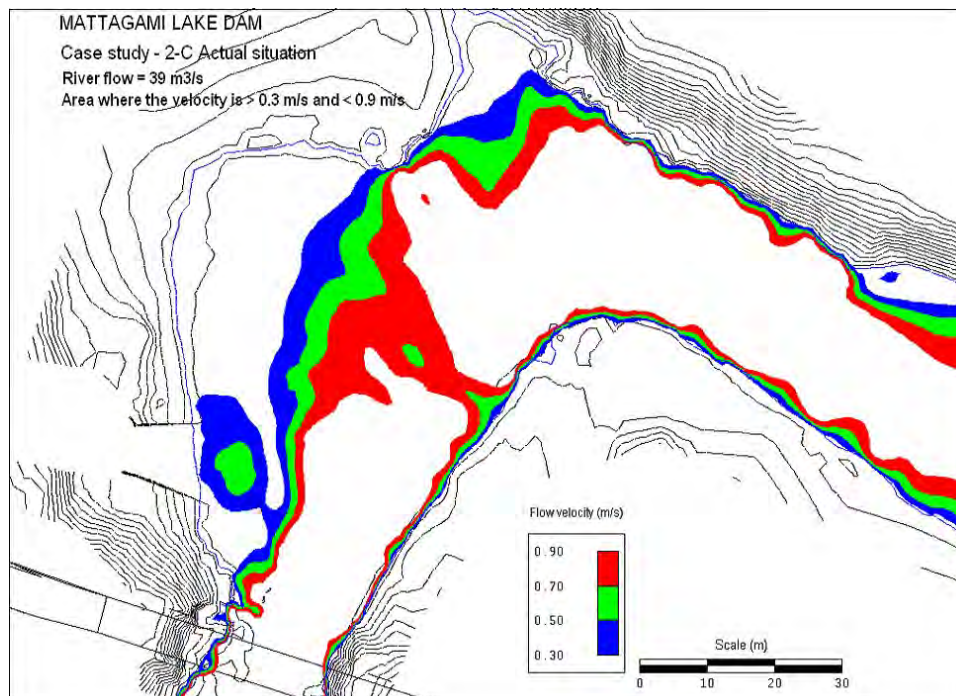 MATTAGAMI LAKE DAM
Case study - 2-C Actual situation
River flow = 39 m3/s
Area where the velocity is > 0.3 m/s and < 0.9 m/s
Flow velocity (m/s)
0.90
0.70
0.50
0.30
Scale (m)
0 10 20 30